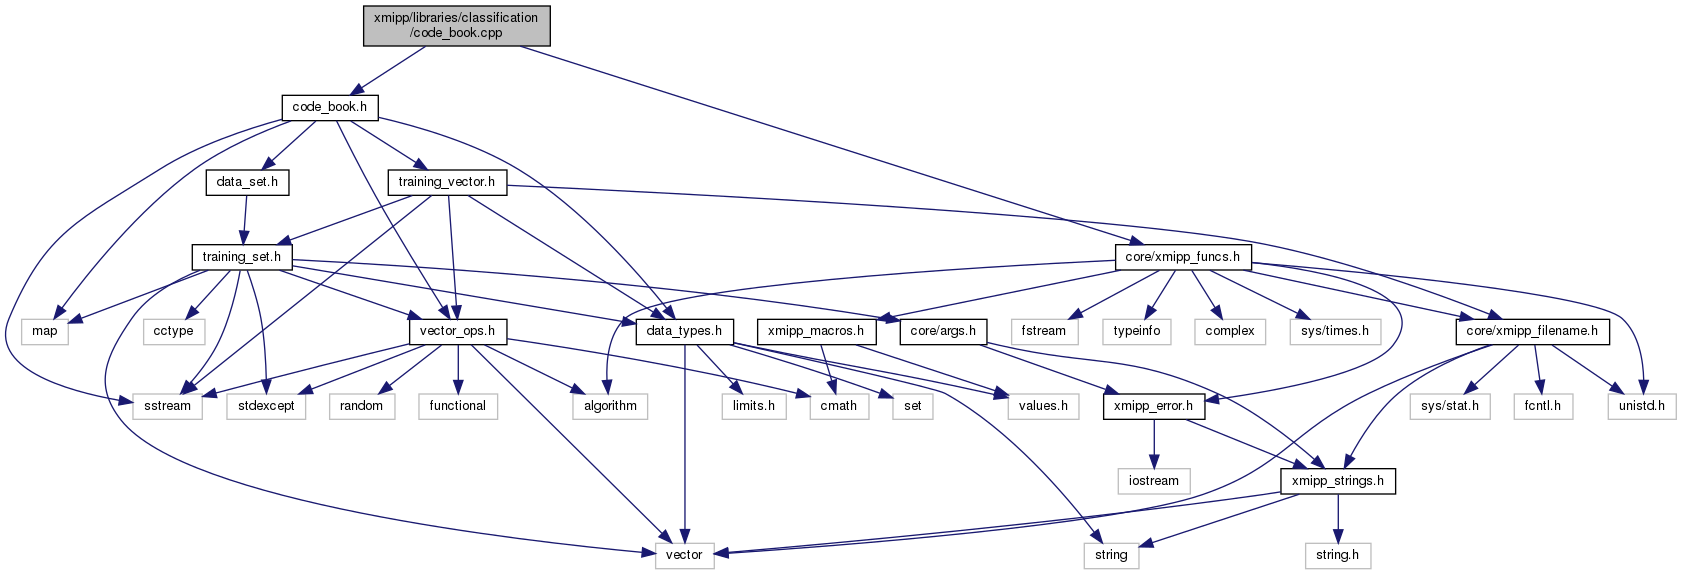 xmipp/libraries/classification
/code_book.cpp
code_book.h
data_set.h
training_vector.h
training_set.h
core/xmipp_funcs.h
map
cctype
vector_ops.h
data_types.h
xmipp_macros.h
core/args.h
fstream
typeinfo
complex
sys/times.h
core/xmipp_filename.h
sstream
stdexcept
random
functional
algorithm
limits.h
cmath
set
values.h
xmipp_error.h
sys/stat.h
fcntl.h
unistd.h
iostream
xmipp_strings.h
vector
string
string.h